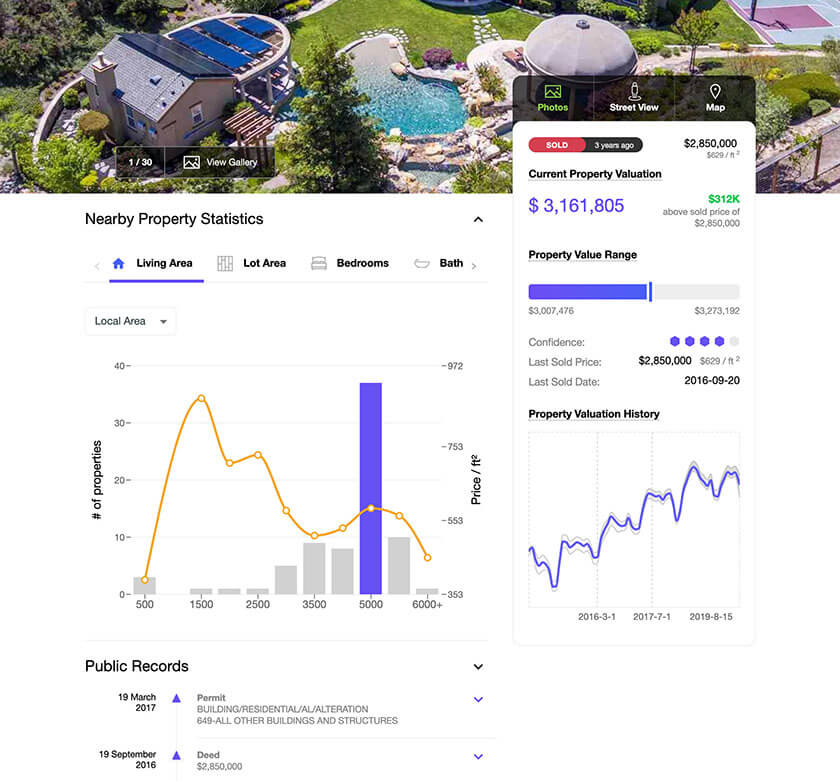 Photos
Street View
Map
SOLD 3 years ago $2,850,000
$629 / ft 2
Current Property Valuation
$ 3,161,805
$312K
above sold price of
$2,850,000
Property Value Range
$3,007,476 $3,273,192
Confidence:
Last Sold Price: $2,850,000 $629 / ft 2
Last Sold Date: 2016-09-20
Property Valuation History
2016-3-1 2017-7-1 2019-8-15
1 / 30 View Gallery
Nearby Property Statistics
Living Area Lot Area Bedrooms Bath
Local Area
# of properties
40
30
20
10
0
500 1500 2500 3500 5000 6000+
972
753
553
353
Price / ft²
Public Records
19 March
2017
Permit
BUILDING/RESIDENTIAL/AL/ALTERATION
649-ALL OTHER BUILDINGS AND STRUCTURES
19 September
2016
Deed
$2,850,000